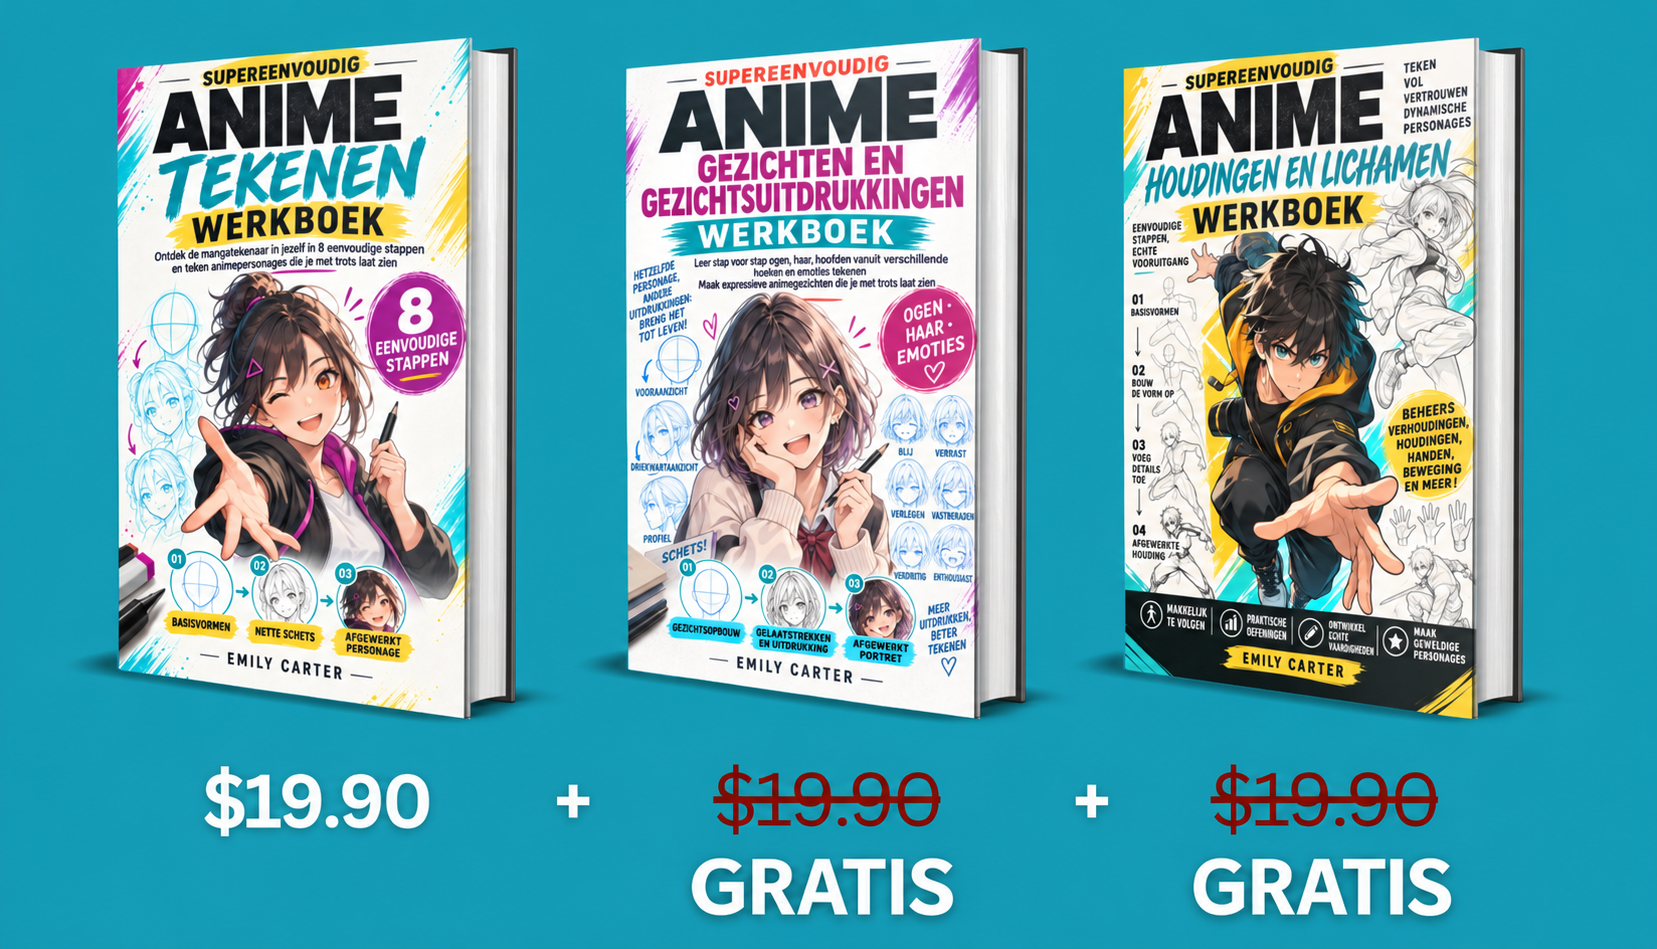 SUPEREENVOUDIG
ANIME
TEKENEN
WERKBOEK
Ontdek de mangatekenaar in jezelf in 8 eenvoudige stappen
en teken animepersonages die je met trots laat zien
8
EENVOUDIGE
STAPPEN
01
02
03
BASISVORMEN
NETTE SCHETS
AFGEWERKT
PERSONAGE
EMILY CARTER
SUPEREENVOUDIG
ANIME
GEZICHTEN EN
GEZICHTSUITDRUKKINGEN
WERKBOEK
Leer stap voor stap ogen, haar, hoofden vanuit verschillende
hoeken en emoties tekenen
Maak expressieve animegezichten die je met trots laat zien
HETZELFDE
PERSONAGE,
ANDERE
UITDRUKKINGEN:
BRENG HET
TOT LEVEN!
OGEN •
HAAR •
EMOTIES
VOORAANZICHT
DRIEKWARTAANZICHT
PROFIEL
BLIJ
VERRAST
VERLEGEN
VASTBERADEN
VERDRITIG
ENTHOUSIAST
SCHETS!
01
02
03
GEZICHTSOPBOUW
GELAATSTREKKEN
EN UITDRUKKING
AFGEWERKT
PORTRET
MEER
UITDRUKKEN,
BETER
TEKENEN
EMILY CARTER
SUPEREENVOUDIG
ANIME
HOUDINGEN EN LICHAMEN
WERKBOEK
TEKEN
VOL
VERTROUWEN
DYNAMISCHE
PERSONAGES
EENVOUDIGE
STAPPEN,
ECHTE
VOORUITGANG
01
BASISVORMEN
02
BOUW
DE VORM OP
03
VOEG
DETAILS
TOE
04
AFGEWERKTE
HOUDING
BEHEERS
VERHOUDINGEN,
HOUDINGEN,
HANDEN,
BEWEGING
EN MEER!
MAKKELIJK
TE VOLGEN
PRAKTISCHE
OEFENINGEN
ONTWIKKEL
ECHTE
VAARDIGHEDEN
MAAK
GEWELDIGE
PERSONAGES
EMILY CARTER
$19.90 + $19.90 + $19.90
GRATIS GRATIS